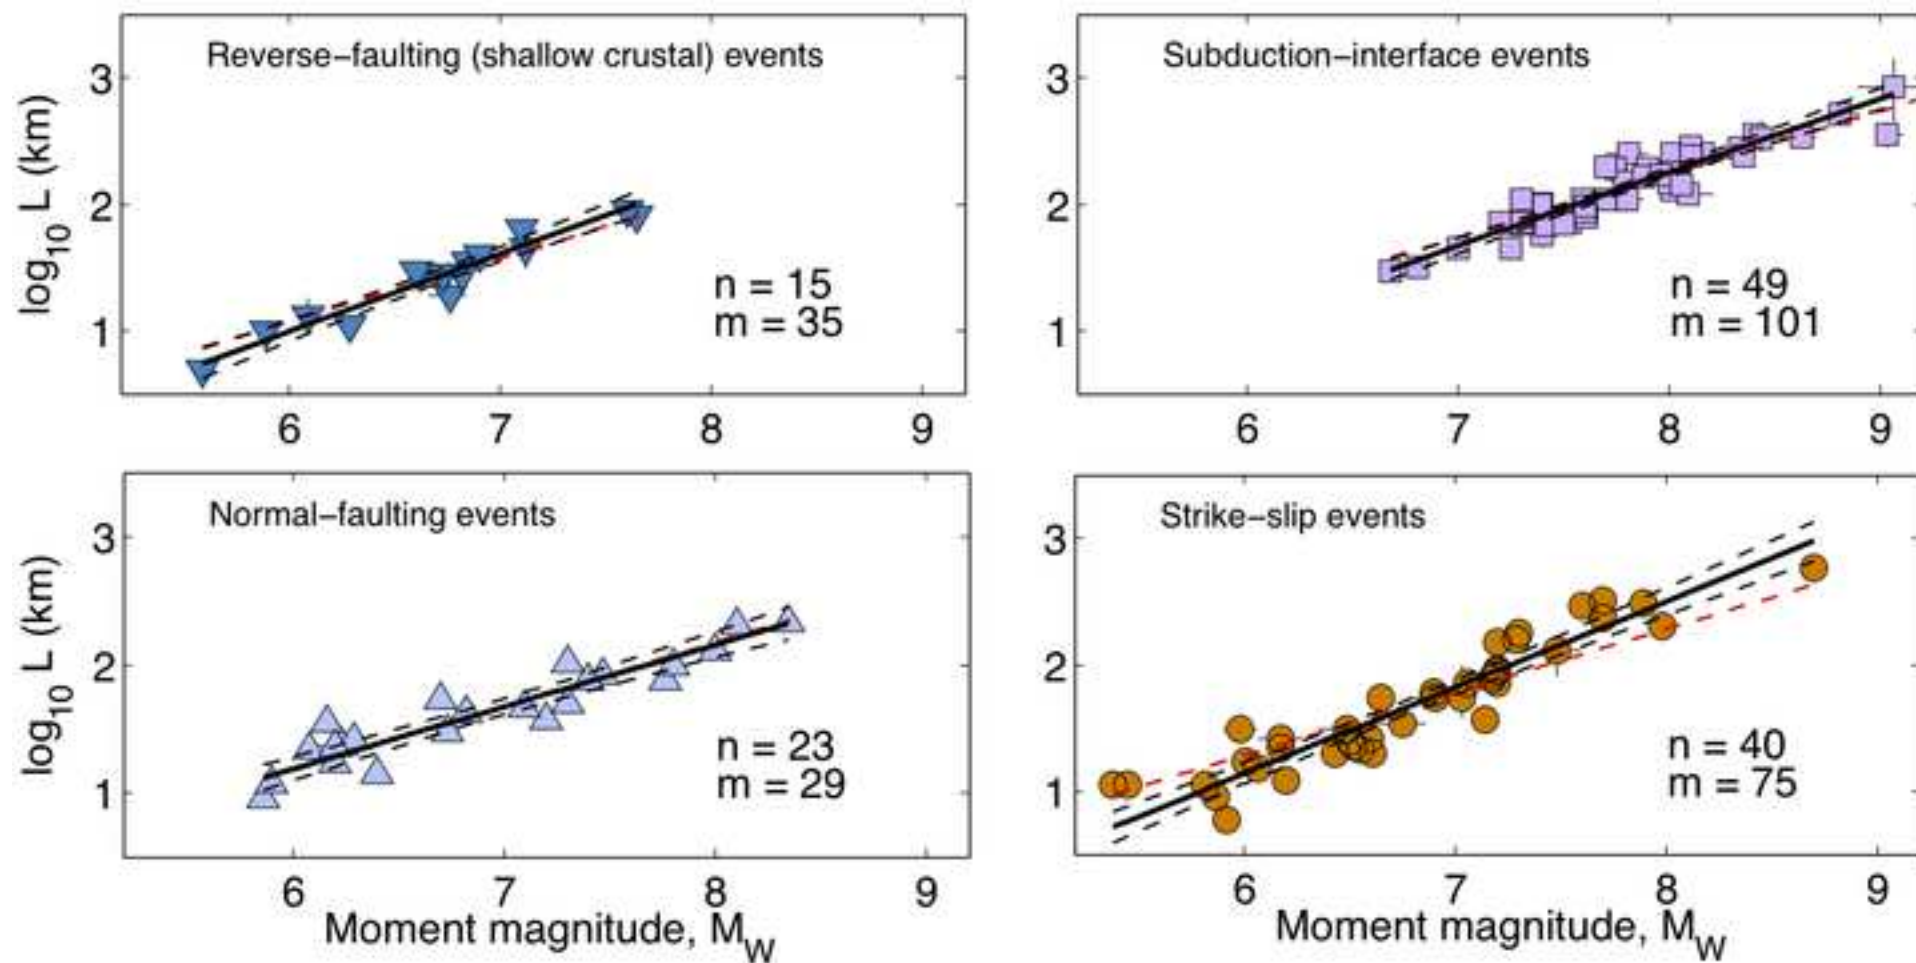 Reverse−faulting (shallow crustal) events
log10 L (km)
3
2
1
n = 15
m = 35
6 7 8 9
Subduction−interface events
3
2
1
n = 49
m = 101
6 7 8 9
Normal−faulting events
log10 L (km)
3
2
1
n = 23
m = 29
6 7 8 9
Moment magnitude, MW
Strike−slip events
3
2
1
n = 40
m = 75
6 7 8 9
Moment magnitude, MW